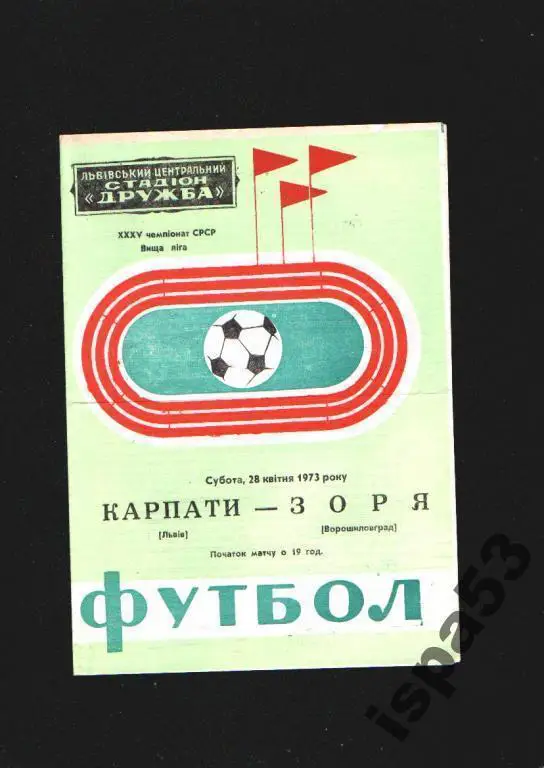 ЛЬВІВСЬКИЙ ЦЕНТРАЛЬНИЙ
СТАДІОН
«ДРУЖБА»
XXXV чемпіонат СРСР
Вища ліга
Субота, 28 квітня 1973 року
КАРПАТИ — ЗОРЯ
[Львів] [Ворошиловград]
Початок матчу о 19 год.
ФУТБОЛ
ispa53